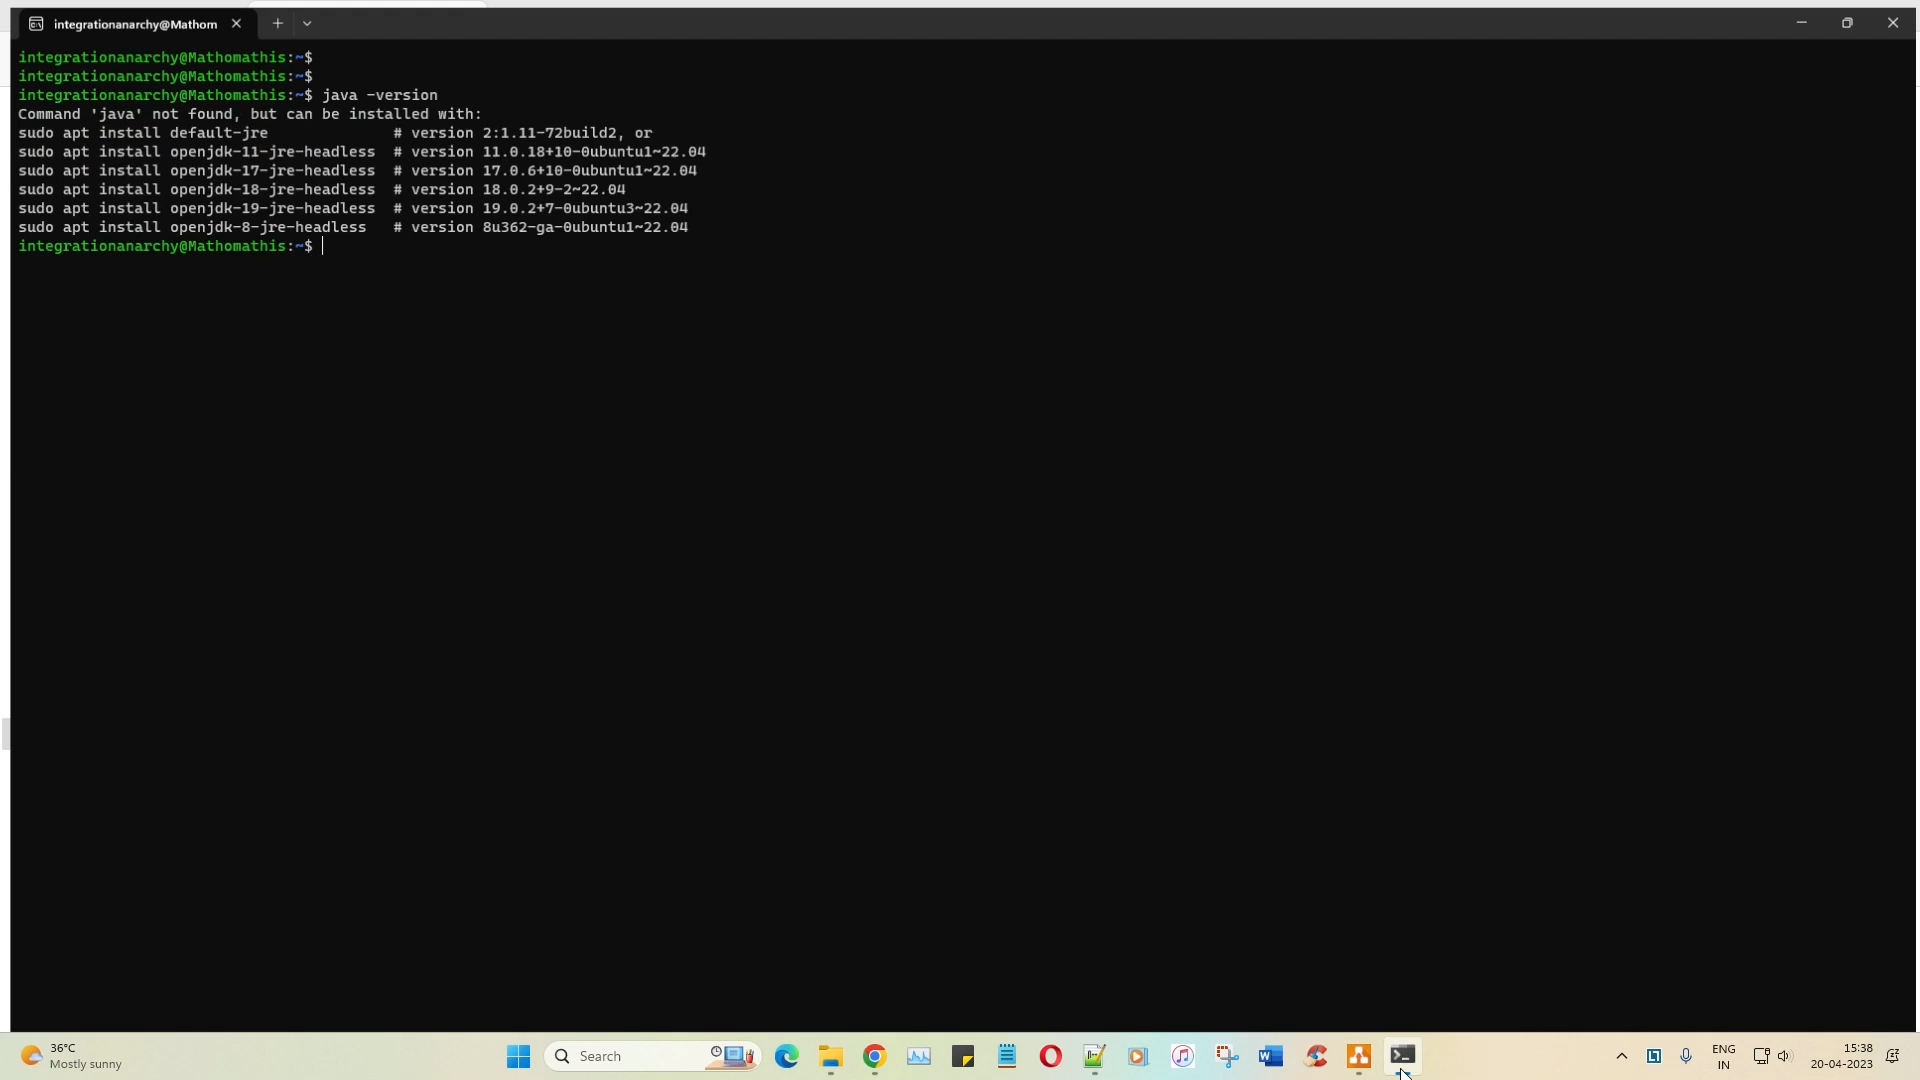 integrationanarchy@Mathom
integrationanarchy@Mathomathis:~$
integrationanarchy@Mathomathis:~$
integrationanarchy@Mathomathis:~$ java -version
Command 'java' not found, but can be installed with:
sudo apt install default-jre              # version 2:1.11-72build2, or
sudo apt install openjdk-11-jre-headless  # version 11.0.18+10-0ubuntu1~22.04
sudo apt install openjdk-17-jre-headless  # version 17.0.6+10-0ubuntu1~22.04
sudo apt install openjdk-18-jre-headless  # version 18.0.2+9-2~22.04
sudo apt install openjdk-19-jre-headless  # version 19.0.2+7-0ubuntu3~22.04
sudo apt install openjdk-8-jre-headless   # version 8u362-ga-0ubuntu1~22.04
integrationanarchy@Mathomathis:~$
36°C
Mostly sunny
Search
ENG
IN
15:38
20-04-2023